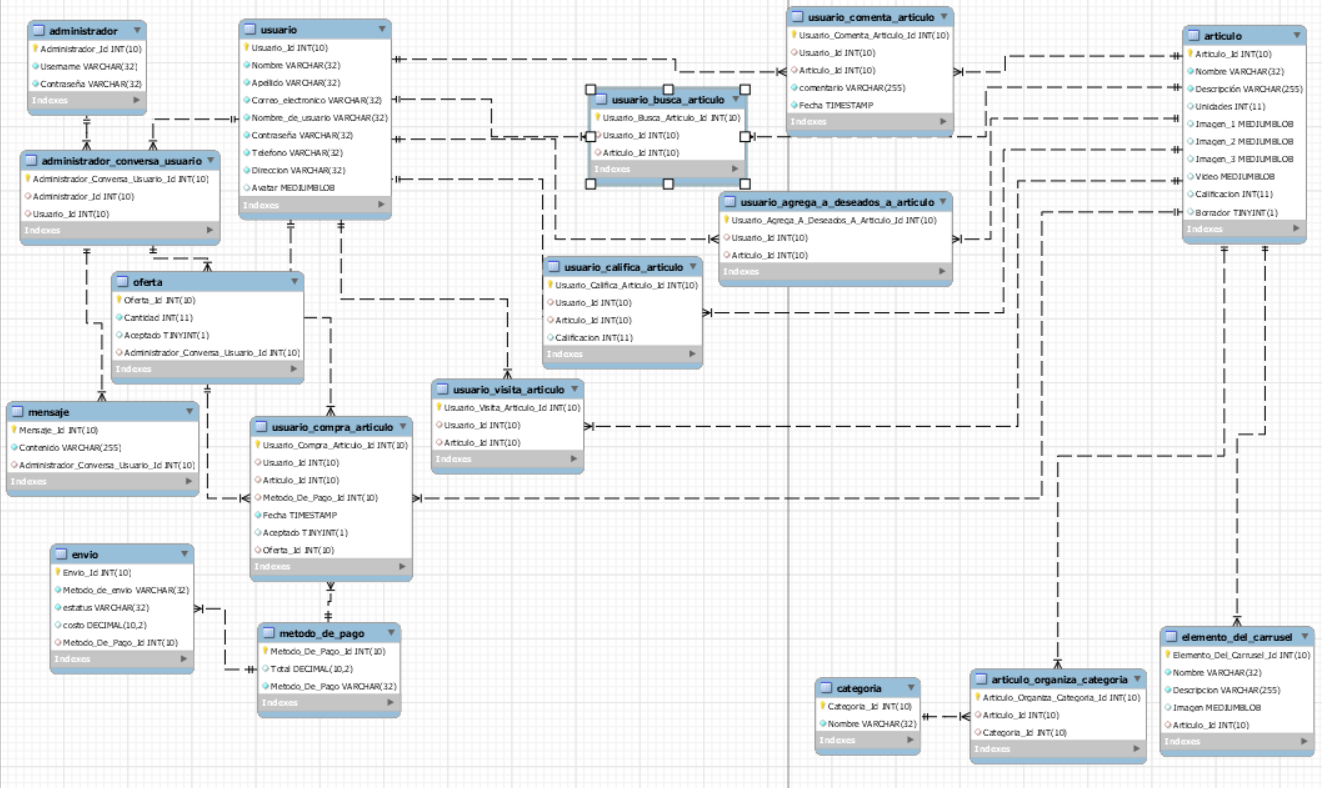 administrador
Administrador_Id INT(10)
Username VARCHAR(32)
Contraseña VARCHAR(32)
Indexes
usuario
Usuario_Id INT(10)
Nombre VARCHAR(32)
Apellido VARCHAR(32)
Correo_electronico VARCHAR(32)
Nombre_de_usuario VARCHAR(32)
Contraseña VARCHAR(32)
Telefono VARCHAR(32)
Direccion VARCHAR(32)
Avatar MEDIUMBLOB
Indexes
usuario_comenta_articulo
Usuario_Comenta_Articulo_Id INT(10)
Usuario_Id INT(10)
Articulo_Id INT(10)
comentario VARCHAR(255)
Fecha TIMESTAMP
Indexes
articulo
Articulo_Id INT(10)
Nombre VARCHAR(32)
Descripción VARCHAR(255)
Unidades INT(11)
Imagen_1 MEDIUMBLOB
Imagen_2 MEDIUMBLOB
Imagen_3 MEDIUMBLOB
Video MEDIUMBLOB
Calificacion INT(11)
Borrador TINYINT(1)
Indexes
usuario_busca_articulo
Usuario_Busca_Articulo_Id INT(10)
Usuario_Id INT(10)
Articulo_Id INT(10)
Indexes
administrador_conversa_usuario
Administrador_Conversa_Usuario_Id INT(10)
Administrador_Id INT(10)
Usuario_Id INT(10)
Indexes
usuario_agrega_a_deseados_a_articulo
Usuario_Agrega_A_Deseados_A_Articulo_Id INT(10)
Usuario_Id INT(10)
Articulo_Id INT(10)
Indexes
usuario_califica_articulo
Usuario_Califica_Articulo_Id INT(10)
Usuario_Id INT(10)
Articulo_Id INT(10)
Calificacion INT(11)
Indexes
oferta
Oferta_Id INT(10)
Cantidad INT(11)
Aceptado TINYINT(1)
Administrador_Conversa_Usuario_Id INT(10)
Indexes
usuario_visita_articulo
Usuario_Visita_Articulo_Id INT(10)
Usuario_Id INT(10)
Articulo_Id INT(10)
Indexes
mensaje
Mensaje_Id INT(10)
Contenido VARCHAR(255)
Administrador_Conversa_Usuario_Id INT(10)
Indexes
usuario_compra_articulo
Usuario_Compra_Articulo_Id INT(10)
Usuario_Id INT(10)
Articulo_Id INT(10)
Metodo_De_Pago_Id INT(10)
Fecha TIMESTAMP
Aceptado TINYINT(1)
Oferta_Id INT(10)
Indexes
envio
Envio_Id INT(10)
Metodo_de_envio VARCHAR(32)
estatus VARCHAR(32)
costo DECIMAL(10,2)
Metodo_De_Pago_Id INT(10)
Indexes
metodo_de_pago
Metodo_De_Pago_Id INT(10)
Total DECIMAL(10,2)
Metodo_De_Pago VARCHAR(32)
Indexes
categoria
Categoria_Id INT(10)
Nombre VARCHAR(32)
Indexes
articulo_organiza_categoria
Articulo_Organiza_Categoria_Id INT(10)
Articulo_Id INT(10)
Categoria_Id INT(10)
Indexes
elemento_del_carrusel
Elemento_Del_Carrusel_Id INT(10)
Nombre VARCHAR(32)
Descripcion VARCHAR(255)
Imagen MEDIUMBLOB
Articulo_Id INT(10)
Indexes